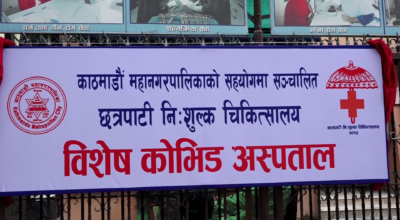 काठमाडौं महानगरपालिकाको सहयोगमा सञ्चालित
छत्रपाटी निःशुल्क चिकित्सालय
विशेष कोभिड अस्पताल